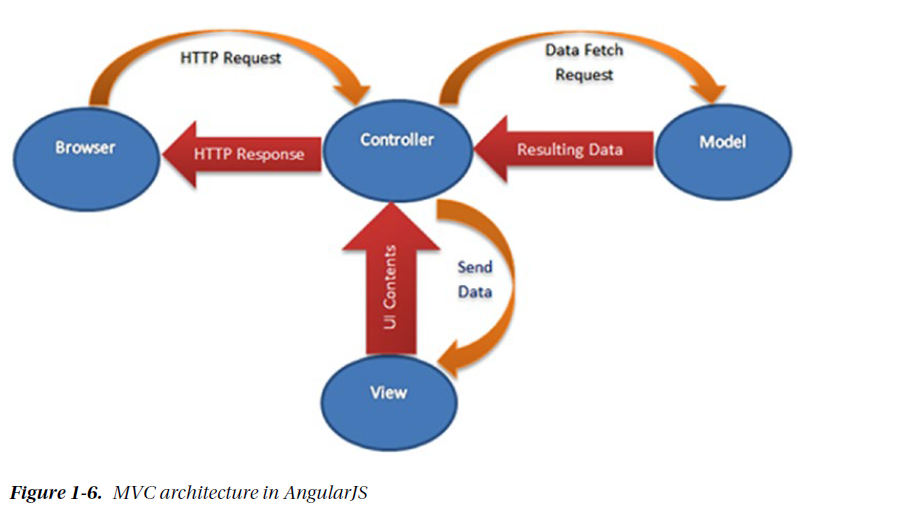 HTTP Request
Data Fetch
Request
Browser
HTTP Response
Controller
Resulting Data
Model
UI Contents
Send
Data
View
Figure 1-6. MVC architecture in AngularJS